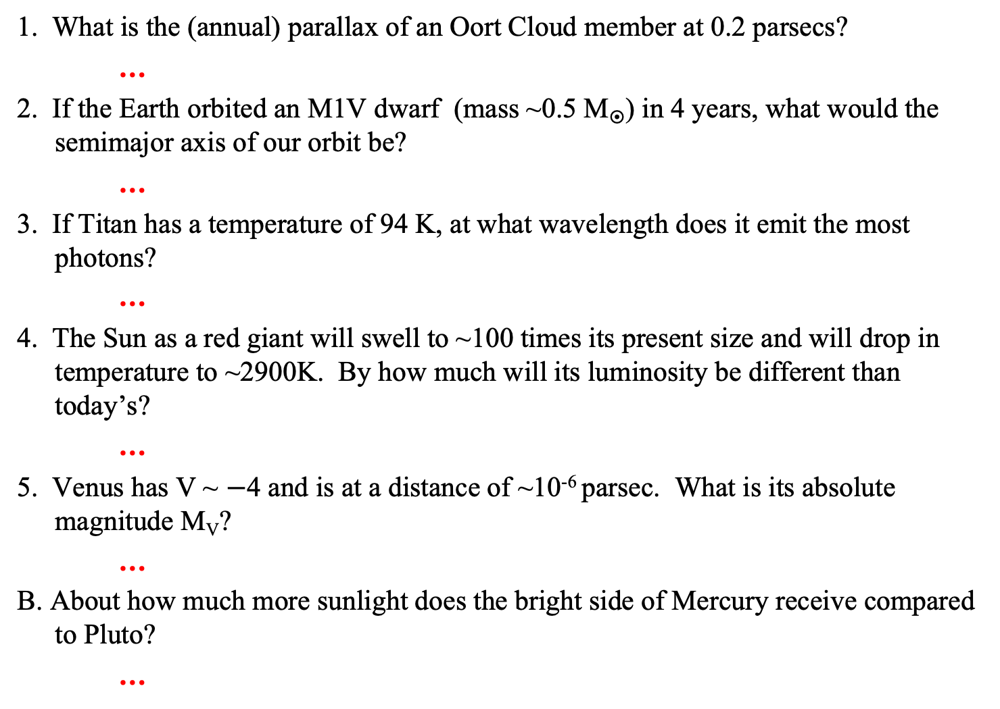 1. What is the (annual) parallax of an Oort Cloud member at 0.2 parsecs?
...
2. If the Earth orbited an M1V dwarf (mass ~0.5 M☉) in 4 years, what would the
semimajor axis of our orbit be?
...
3. If Titan has a temperature of 94 K, at what wavelength does it emit the most
photons?
...
4. The Sun as a red giant will swell to ~100 times its present size and will drop in
temperature to ~2900K. By how much will its luminosity be different than
today’s?
...
5. Venus has V ~ −4 and is at a distance of ~10⁻⁶ parsec. What is its absolute
magnitude Mᵥ?
...
B. About how much more sunlight does the bright side of Mercury receive compared
to Pluto?
...